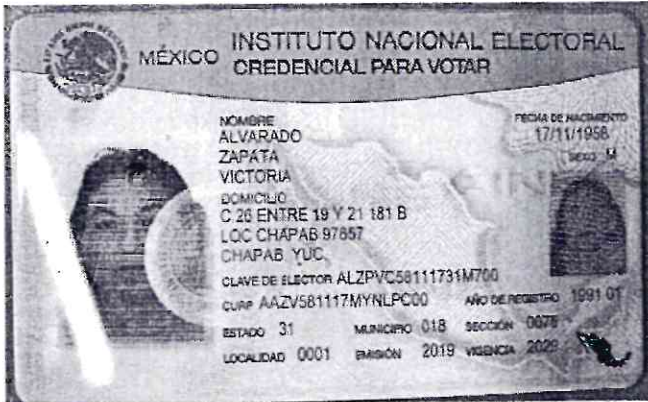 MÉXICO INSTITUTO NACIONAL ELECTORAL
CREDENCIAL PARA VOTAR
NOMBRE
ALVARADO
ZAPATA
VICTORIA
FECHA DE NACIMIENTO
17/11/1958
SEXO M
DOMICILIO
C 26 ENTRE 19 Y 21 181 B
LOC CHAPAB 97857
CHAPAB YUC.
CLAVE DE ELECTOR ALZPVC58111731M700
CURP AAZV581117MYNLPC00 AÑO DE REGISTRO 1991 01
ESTADO 31 MUNICIPIO 018 SECCIÓN 0078
LOCALIDAD 0001 EMISIÓN 2019 VIGENCIA 2029